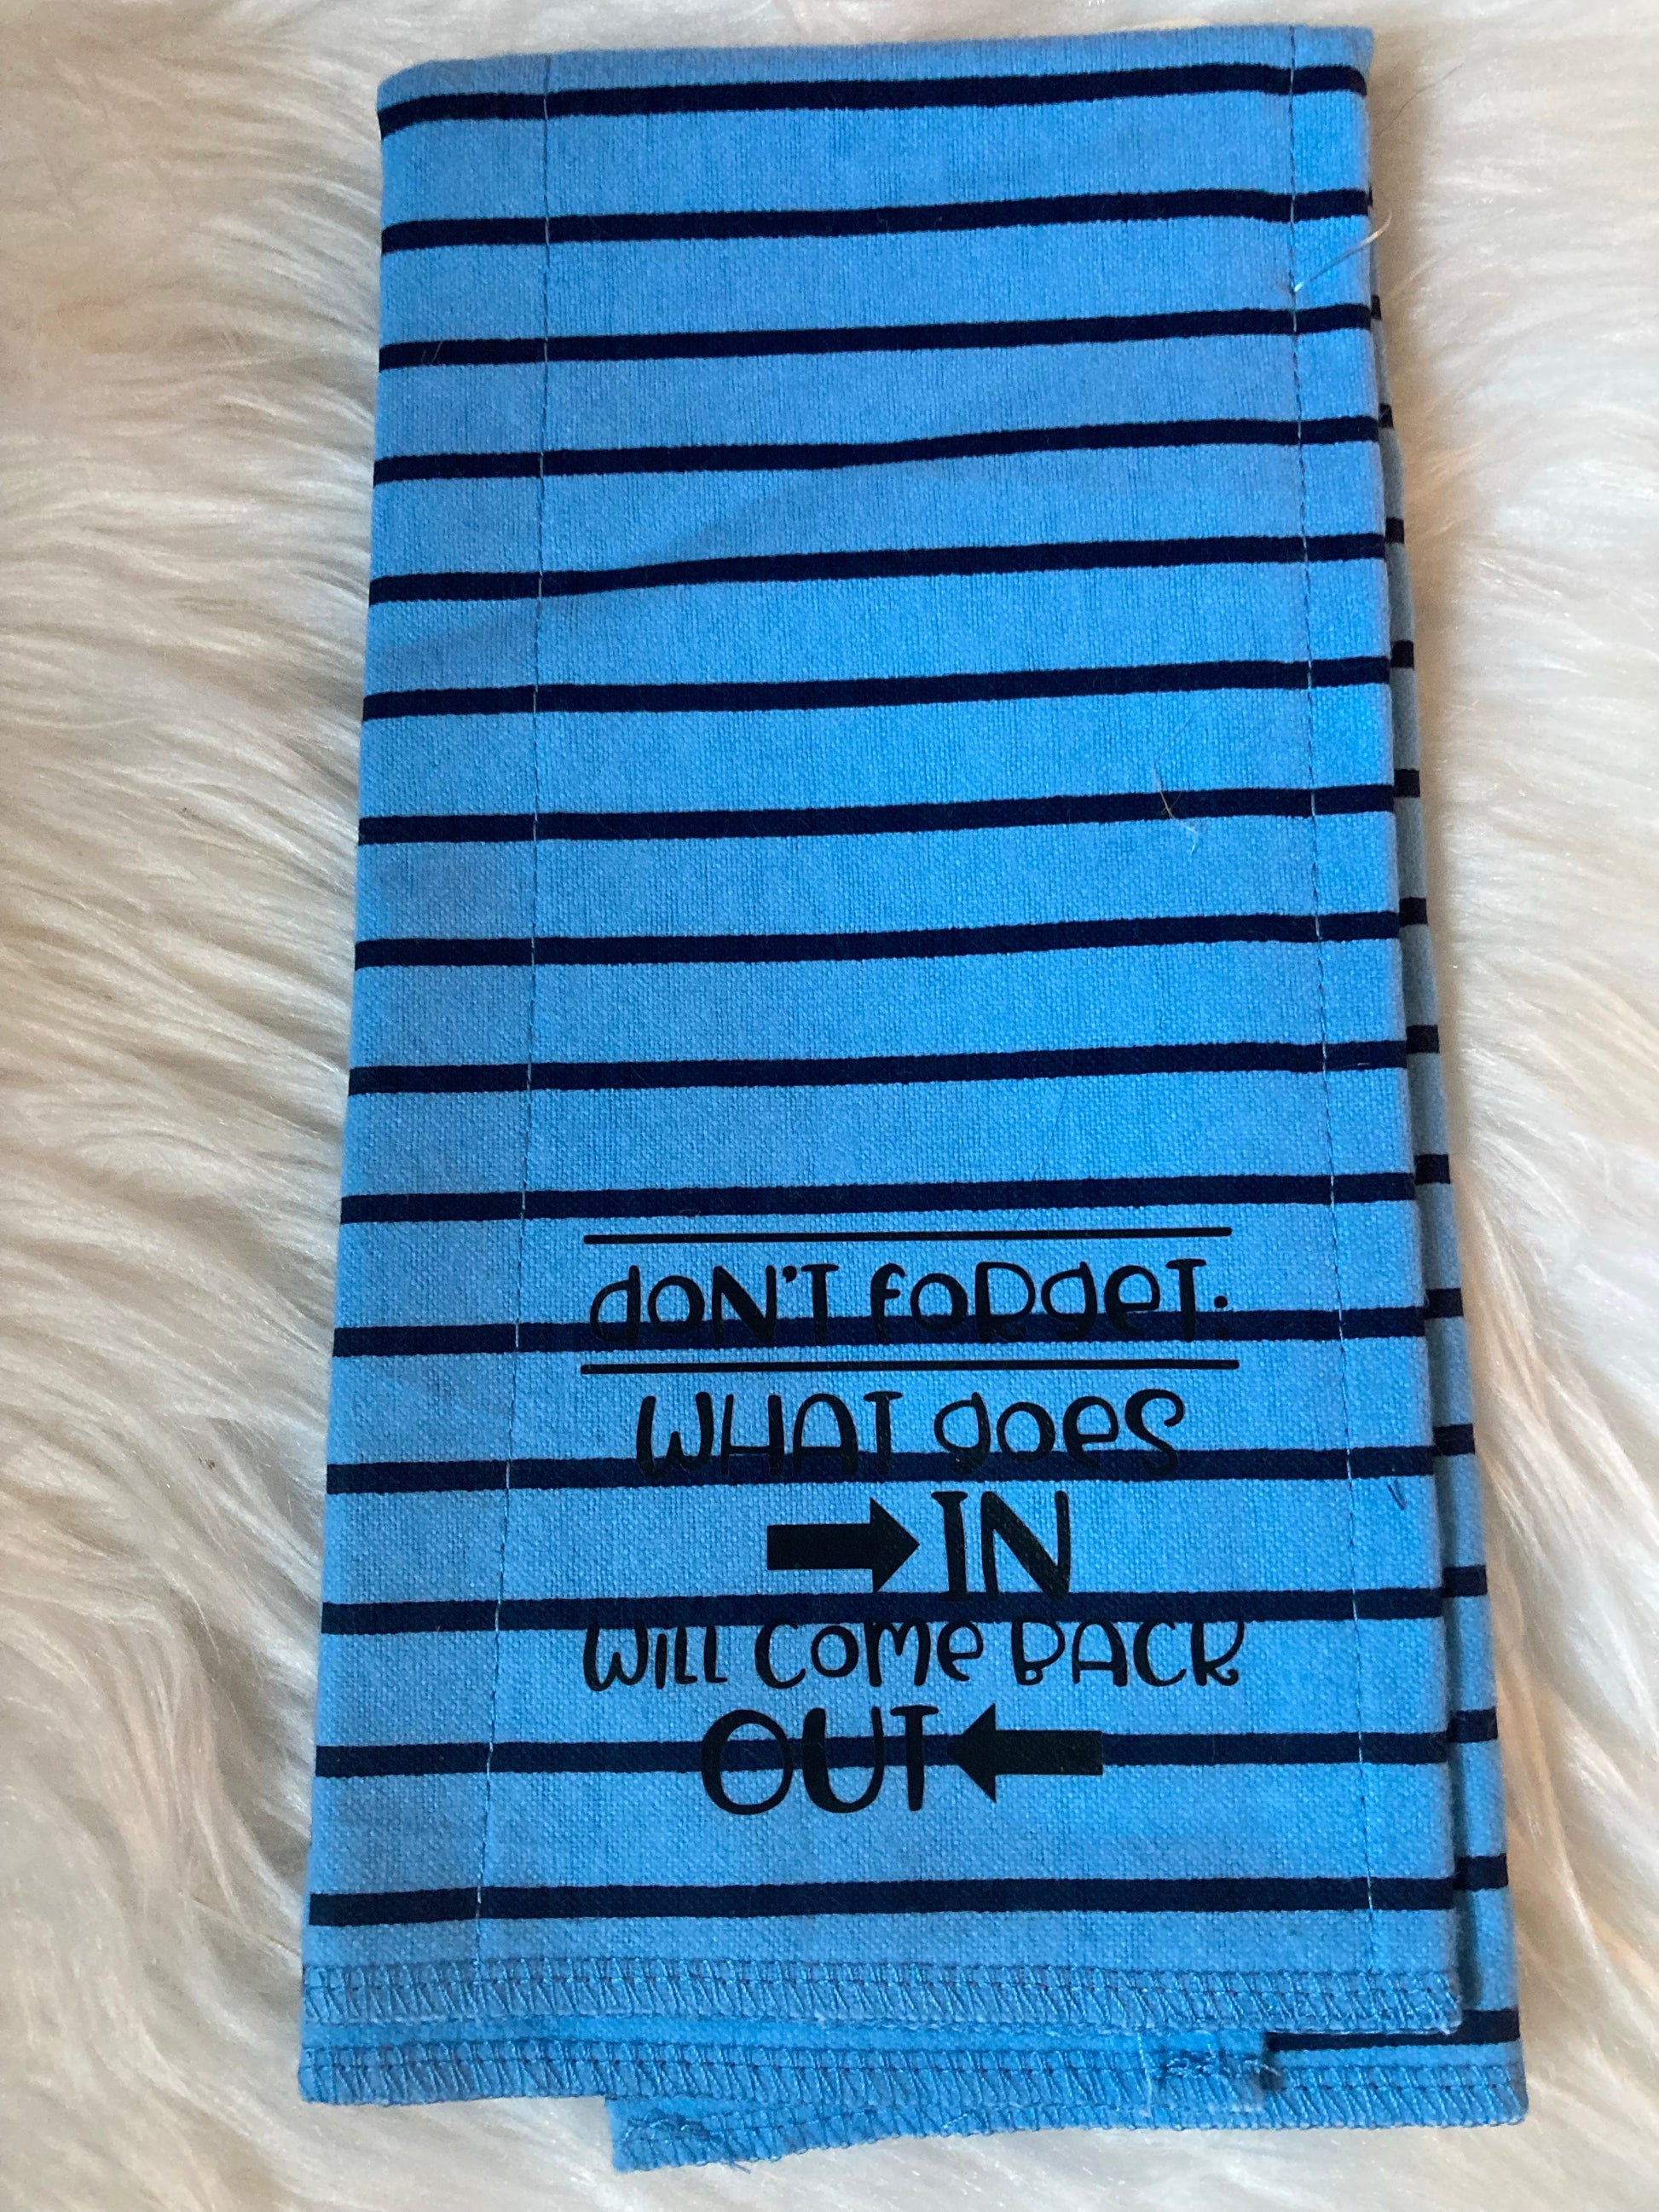 DON'T FORGET:
WHAT goes
IN
WiLL Come BACK
OUT